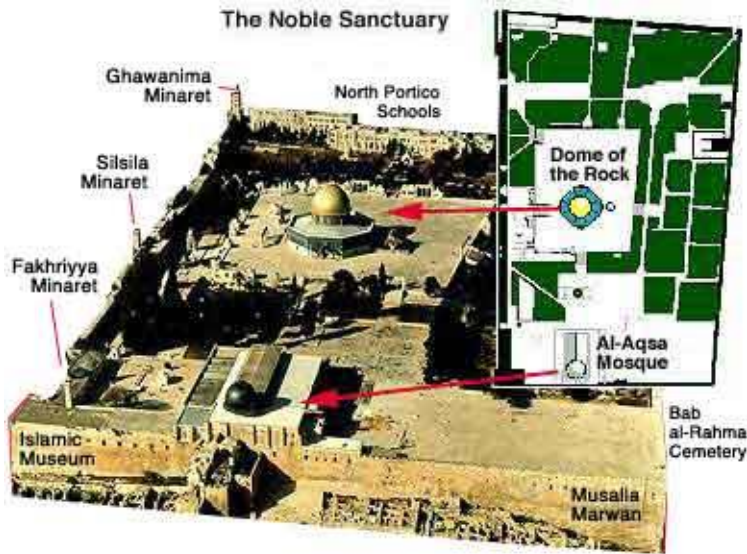 The Noble Sanctuary
Ghawanima
Minaret
North Portico
Schools
Silsila
Minaret
Dome of
the Rock
Fakhriyya
Minaret
Al-Aqsa
Mosque
Islamic
Museum
Bab
al-Rahma
Cemetery
Musalla
Marwan